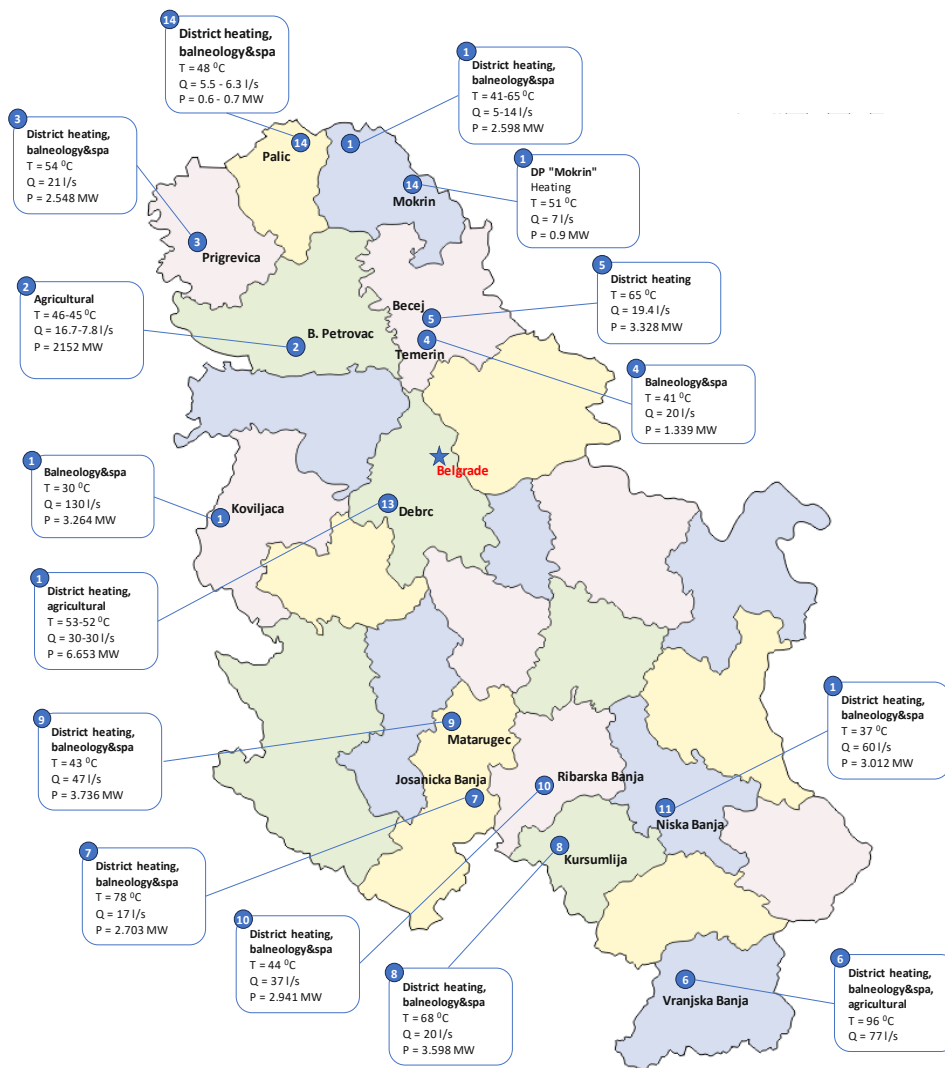 14
District heating,
balneology&spa
T = 48 ⁰C
Q = 5.5 - 6.3 l/s
P = 0.6 - 0.7 MW
1
District heating,
balneology&spa
T = 41-65 ⁰C
Q = 5-14 l/s
P = 2.598 MW
3
District heating,
balneology&spa
T = 54 ⁰C
Q = 21 l/s
P = 2.548 MW
14
Palic
1
1
DP "Mokrin"
Heating
T = 51 ⁰C
Q = 7 l/s
P = 0.9 MW
14
Mokrin
3
Prigrevica
2
Agricultural
T = 46-45 ⁰C
Q = 16.7-7.8 l/s
P = 2152 MW
5
District heating
T = 65 ⁰C
Q = 19.4 l/s
P = 3.328 MW
Becej
5
B. Petrovac
2
4
Temerin
4
Balneology&spa
T = 41 ⁰C
Q = 20 l/s
P = 1.339 MW
Belgrade
1
Balneology&spa
T = 30 ⁰C
Q = 130 l/s
P = 3.264 MW
Koviljaca
1
13
Debrc
1
District heating,
agricultural
T = 53-52 ⁰C
Q = 30-30 l/s
P = 6.653 MW
1
District heating,
balneology&spa
T = 37 ⁰C
Q = 60 l/s
P = 3.012 MW
9
District heating,
balneology&spa
T = 43 ⁰C
Q = 47 l/s
P = 3.736 MW
9
Matarugec
Josanicka Banja
7
Ribarska Banja
10
11
Niska Banja
8
Kursumlija
7
District heating,
balneology&spa
T = 78 ⁰C
Q = 17 l/s
P = 2.703 MW
10
District heating,
balneology&spa
T = 44 ⁰C
Q = 37 l/s
P = 2.941 MW
8
District heating,
balneology&spa
T = 68 ⁰C
Q = 20 l/s
P = 3.598 MW
6
Vranjska Banja
6
District heating,
balneology&spa,
agricultural
T = 96 ⁰C
Q = 77 l/s